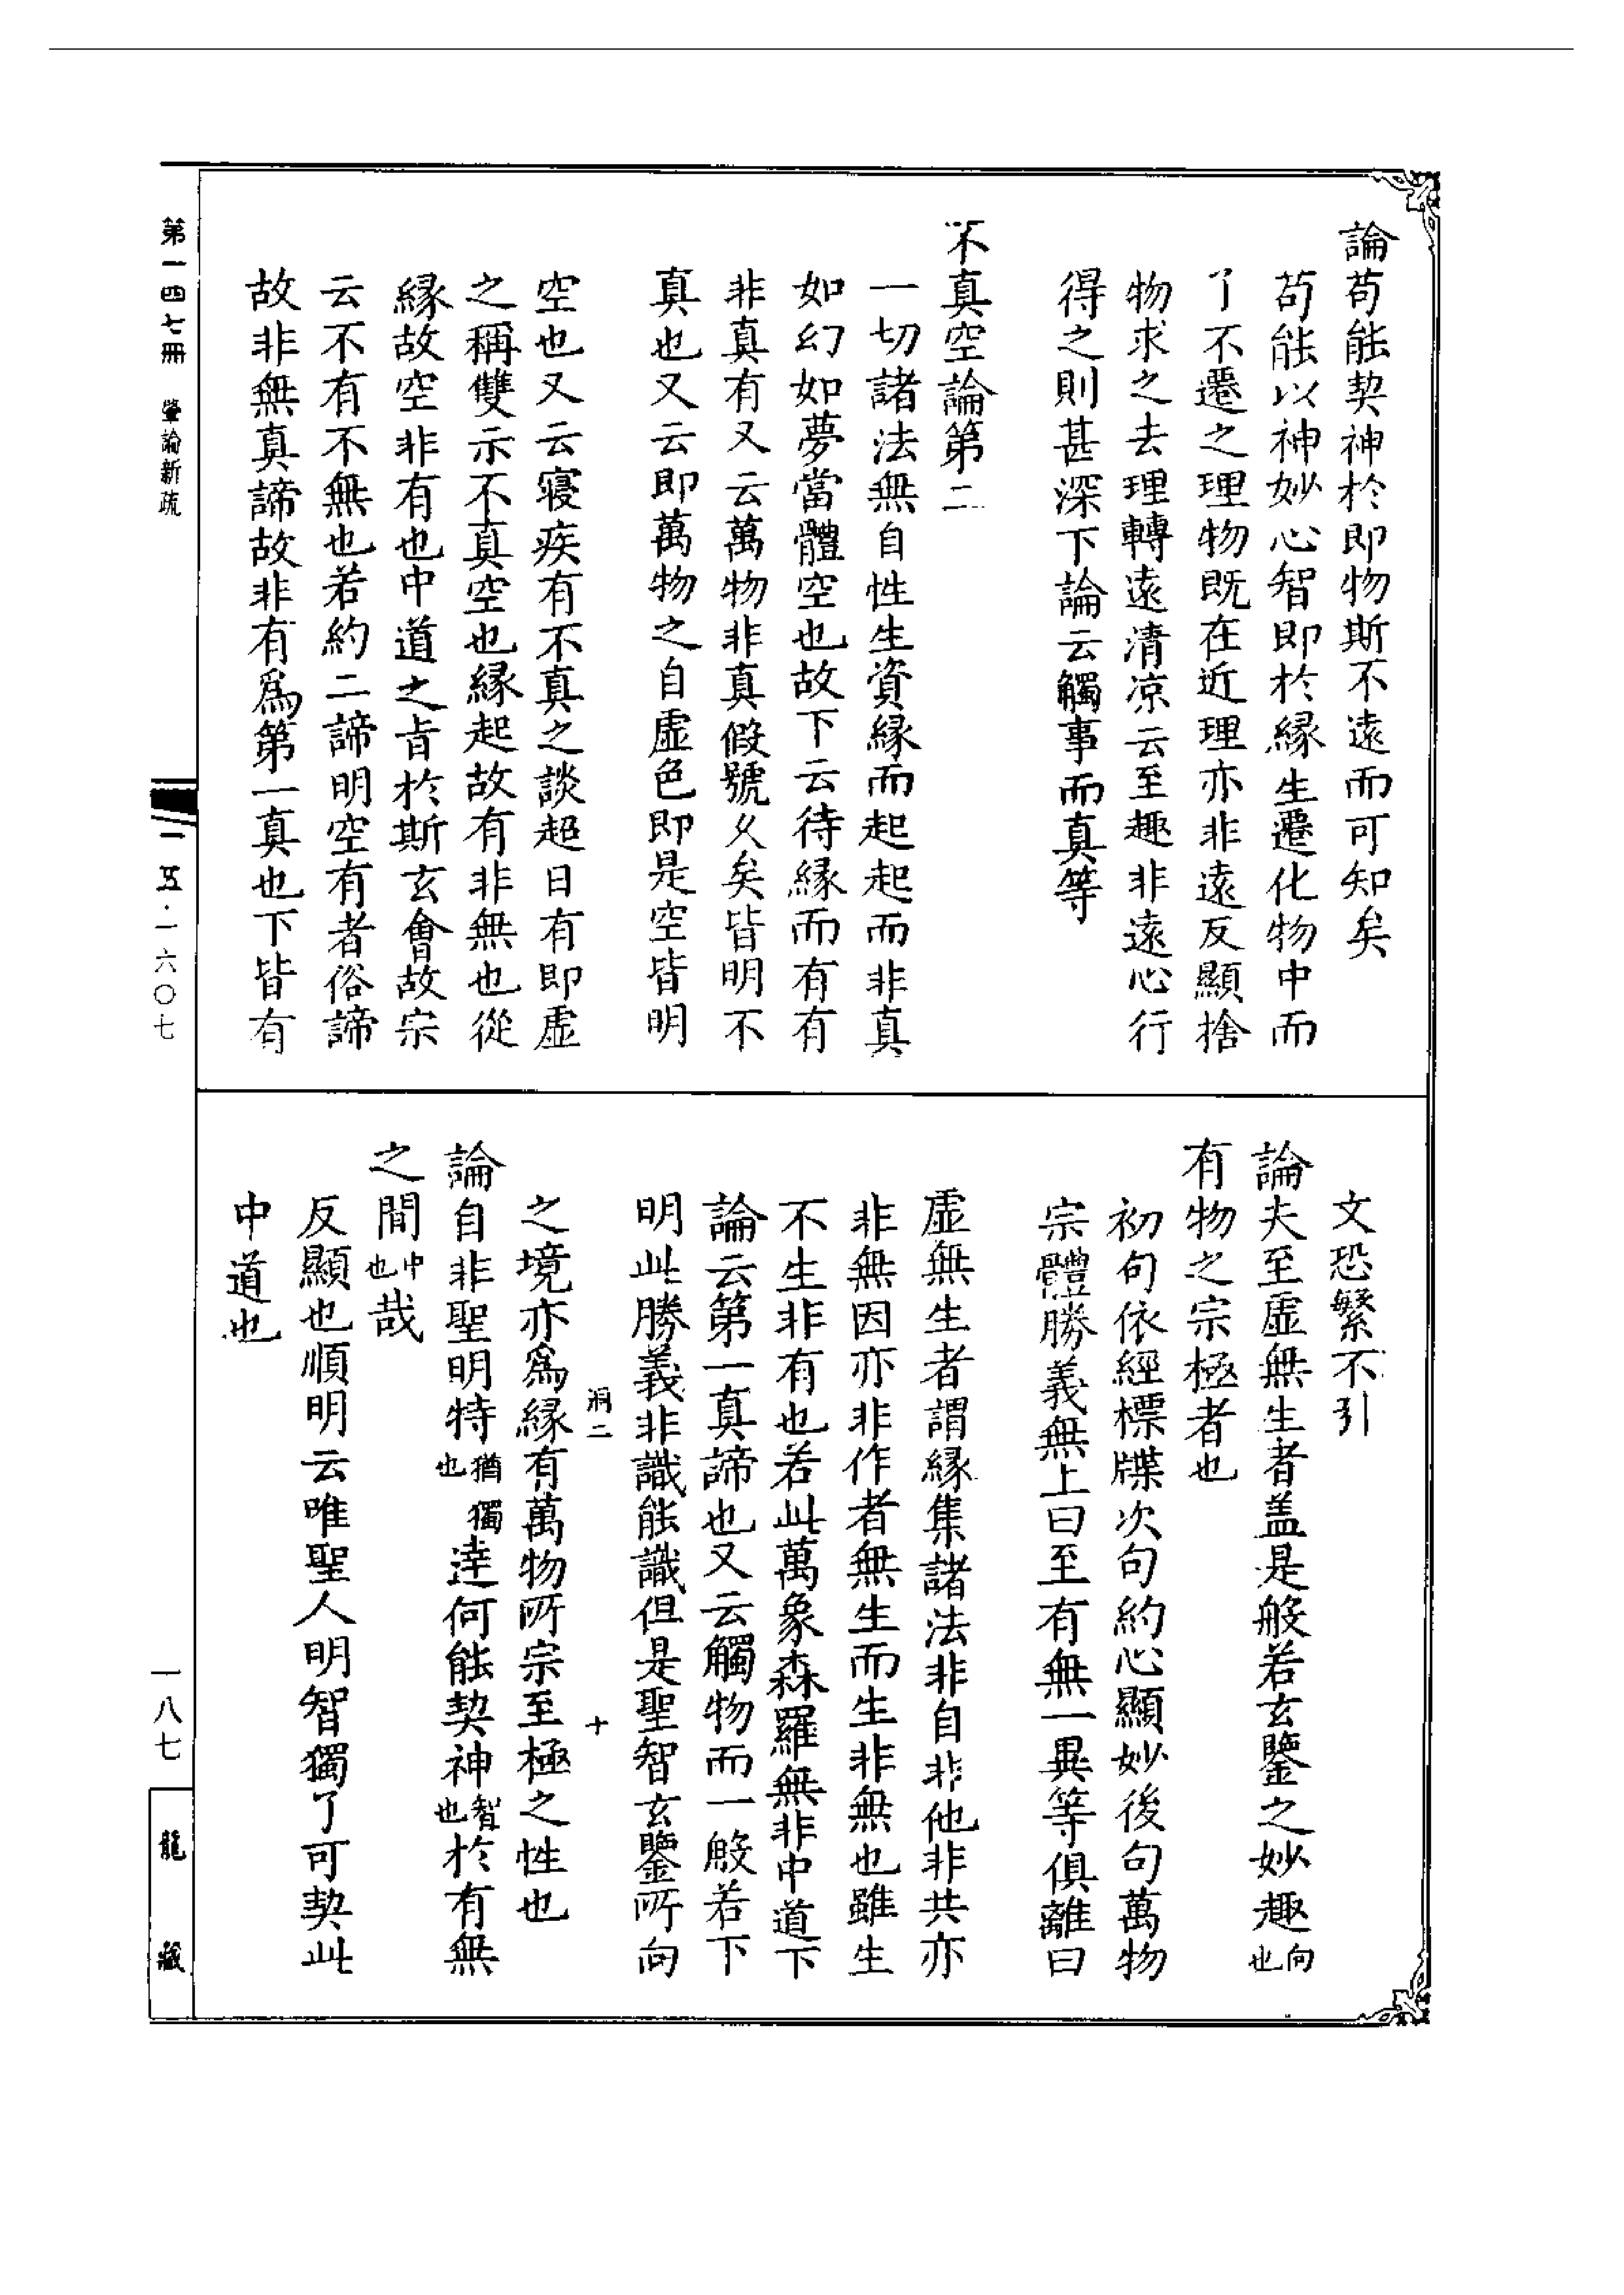 論苟能契神於即物斯不遠而可知矣
苟能以神妙心智即於緣生遷化物中而
了不遷之理物既在近理亦非遠反顯捨
物求之去理轉遠清凉云至趣非遠心行
得之則甚深下論云觸事而真等
不真空論第二
一切諸法無自性生資緣而起起而非真
如幻如夢當體空也故下云待緣而有有
非真有又云萬物非真假號久矣皆明不
真也又云即萬物之自虛色即是空皆明
空也又云寢疾有不真之談超日有即虛
之稱雙示不真空也緣起故有非無也從
緣故空非有也中道之旨於斯玄會故宗
云不有不無也若約二諦明空有者俗諦
故非無真諦故非有為第一真也下皆有
文恐繁不引
論夫至虛無生者盖是般若玄鑒之妙趣向也
有物之宗極者也
初句依經標牒次句約心顯妙後句萬物
宗體勝義無上曰至有無一異等俱離曰
虛無生者謂緣集諸法非自非他非共亦
非無因亦非作者無生而生非無也雖生
不生非有也若此萬象森羅無非中道下
論云第一真諦也又云觸物而一般若下
明此勝義非識能識但是聖智玄鑒所向
洞二 十
之境亦為緣有萬物所宗至極之性也
論自非聖明特猶獨也達何能契神智也於有無
之間中也哉
反顯也順明云唯聖人明智獨了可契此
中道也
第一四七冊 肇論新疏
一五·一六〇七
一八七
龍藏